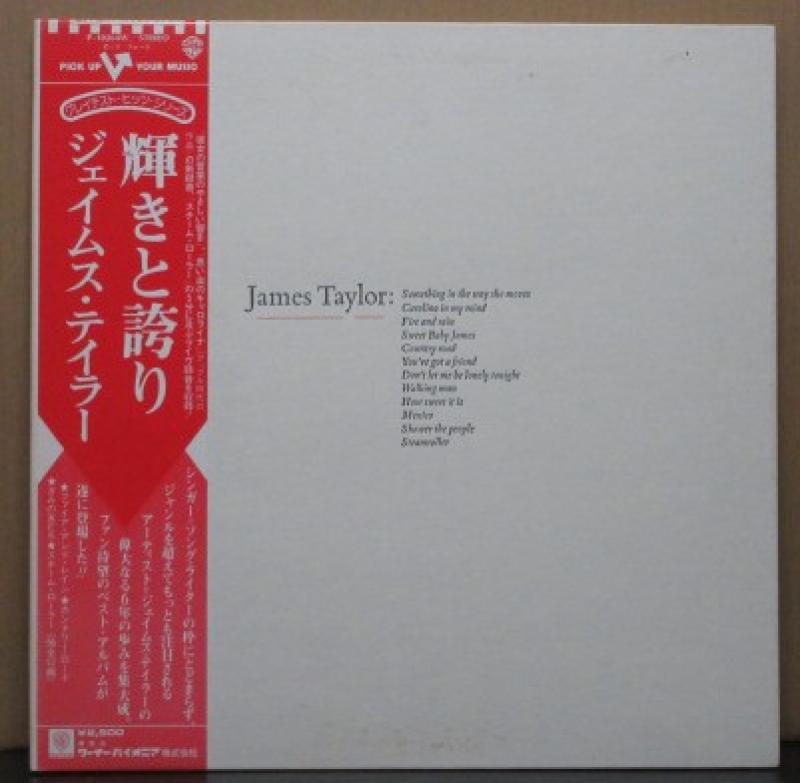 STEREO
PICK UP YOUR MUSIC
グレイテスト・ヒッツ・シリーズ
輝きと誇り
ジェイムス・テイラー
シンガー・ソングライターの枠にとどまらず、
ジャンルを超えてもっとも注目される
アーティスト=ジェイムス・テイラーの
偉大なる6年の歩みを集大成。
ファン待望のベスト・アルバムが
遂に登場した!!
¥2,500
ワーナー・パイオニア株式会社
James Taylor:
Something in the way she moves
Carolina in my mind
Fire and rain
Sweet Baby James
Country road
You've got a friend
Don't let me be lonely tonight
Walking man
How sweet it is
Mexico
Shower the people
Steamroller